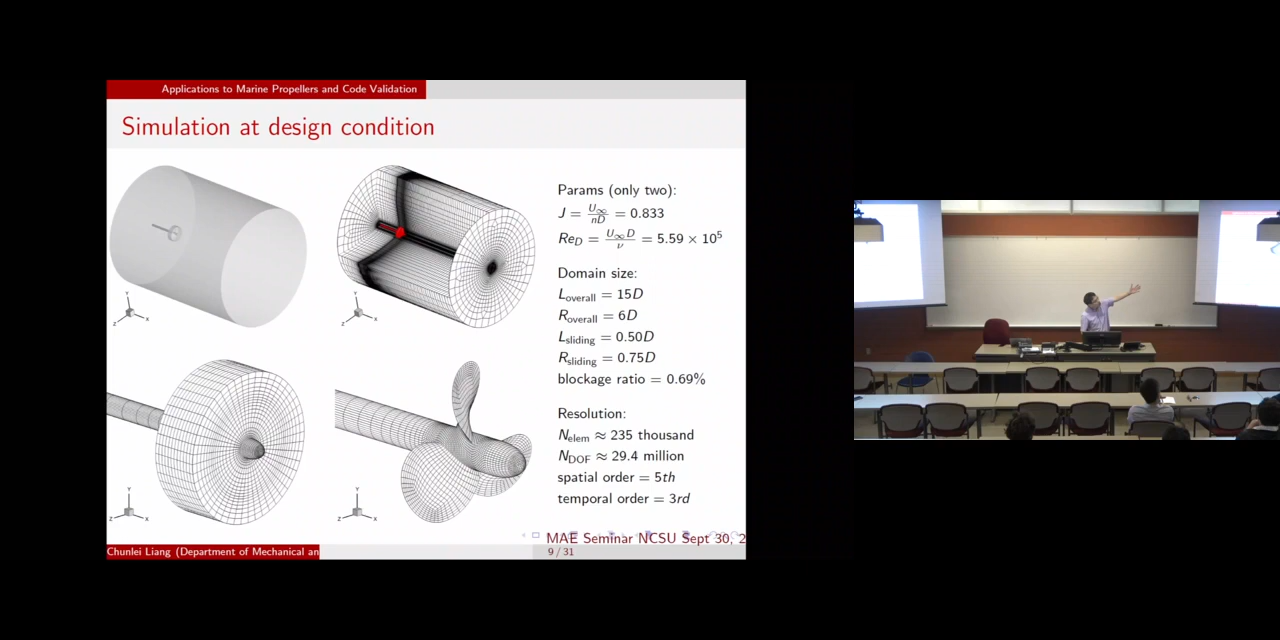 Applications to Marine Propellers and Code Validation
Simulation at design condition
Params (only two):
J = U∞/nD = 0.833
Re_D = U∞D/ν = 5.59 × 10⁵
Domain size:
L_overall = 15D
R_overall = 6D
L_sliding = 0.50D
R_sliding = 0.75D
blockage ratio = 0.69%
Resolution:
N_elem ≈ 235 thousand
N_DOF ≈ 29.4 million
spatial order = 5th
temporal order = 3rd
Y
Z
X
Y
Z
X
Y
Z
X
Y
Z
X
MAE Seminar NCSU Sept 30, 2
Chunlei Liang (Department of Mechanical an
9 / 31